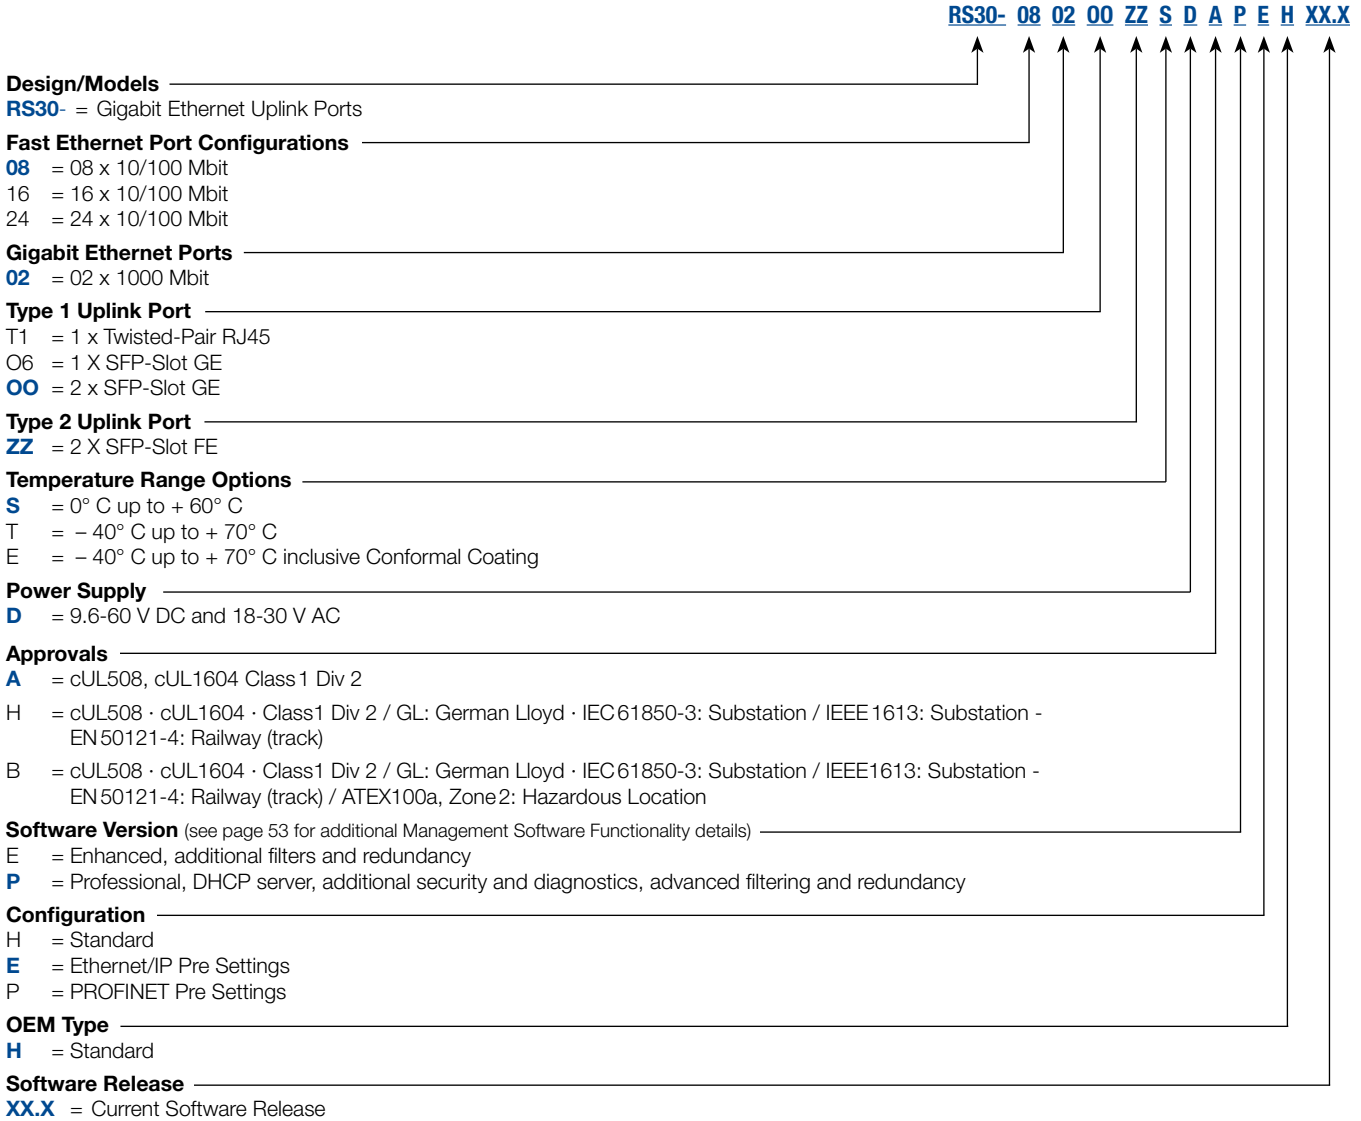 RS30- 08 02 OO ZZ S D A P E H XX.X
Design/Models
RS30- = Gigabit Ethernet Uplink Ports
Fast Ethernet Port Configurations
08 = 08 x 10/100 Mbit
16 = 16 x 10/100 Mbit
24 = 24 x 10/100 Mbit
Gigabit Ethernet Ports
02 = 02 x 1000 Mbit
Type 1 Uplink Port
T1 = 1 x Twisted-Pair RJ45
O6 = 1 X SFP-Slot GE
OO = 2 x SFP-Slot GE
Type 2 Uplink Port
ZZ = 2 X SFP-Slot FE
Temperature Range Options
S = 0° C up to + 60° C
T = – 40° C up to + 70° C
E = – 40° C up to + 70° C inclusive Conformal Coating
Power Supply
D = 9.6-60 V DC and 18-30 V AC
Approvals
A = cUL508, cUL1604 Class 1 Div 2
H = cUL508 · cUL1604 · Class1 Div 2 / GL: German Lloyd · IEC 61850-3: Substation / IEEE 1613: Substation -
EN 50121-4: Railway (track)
B = cUL508 · cUL1604 · Class1 Div 2 / GL: German Lloyd · IEC 61850-3: Substation / IEEE1613: Substation -
EN 50121-4: Railway (track) / ATEX100a, Zone 2: Hazardous Location
Software Version (see page 53 for additional Management Software Functionality details)
E = Enhanced, additional filters and redundancy
P = Professional, DHCP server, additional security and diagnostics, advanced filtering and redundancy
Configuration
H = Standard
E = Ethernet/IP Pre Settings
P = PROFINET Pre Settings
OEM Type
H = Standard
Software Release
XX.X = Current Software Release